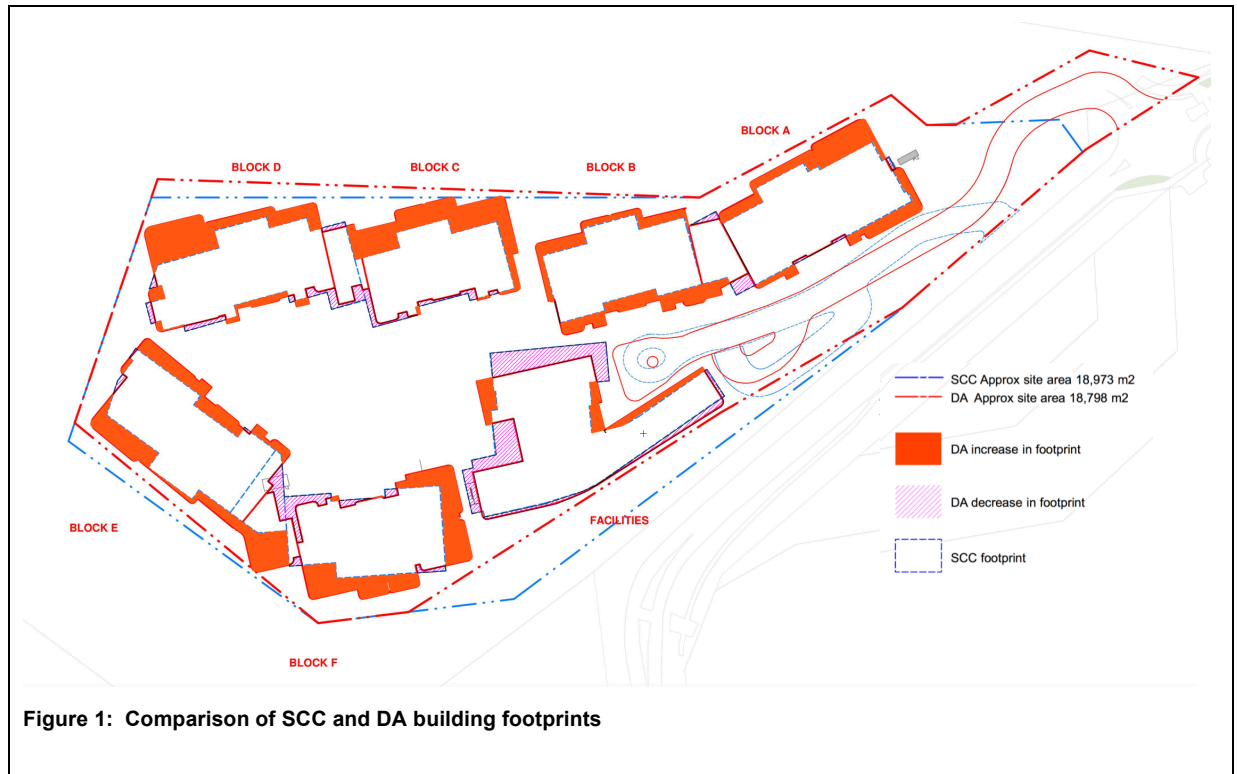 BLOCK A
BLOCK D
BLOCK C
BLOCK B
SCC Approx site area 18,973 m2
DA Approx site area 18,798 m2
DA increase in footprint
DA decrease in footprint
SCC footprint
FACILITIES
BLOCK E
BLOCK F
Figure 1: Comparison of SCC and DA building footprints